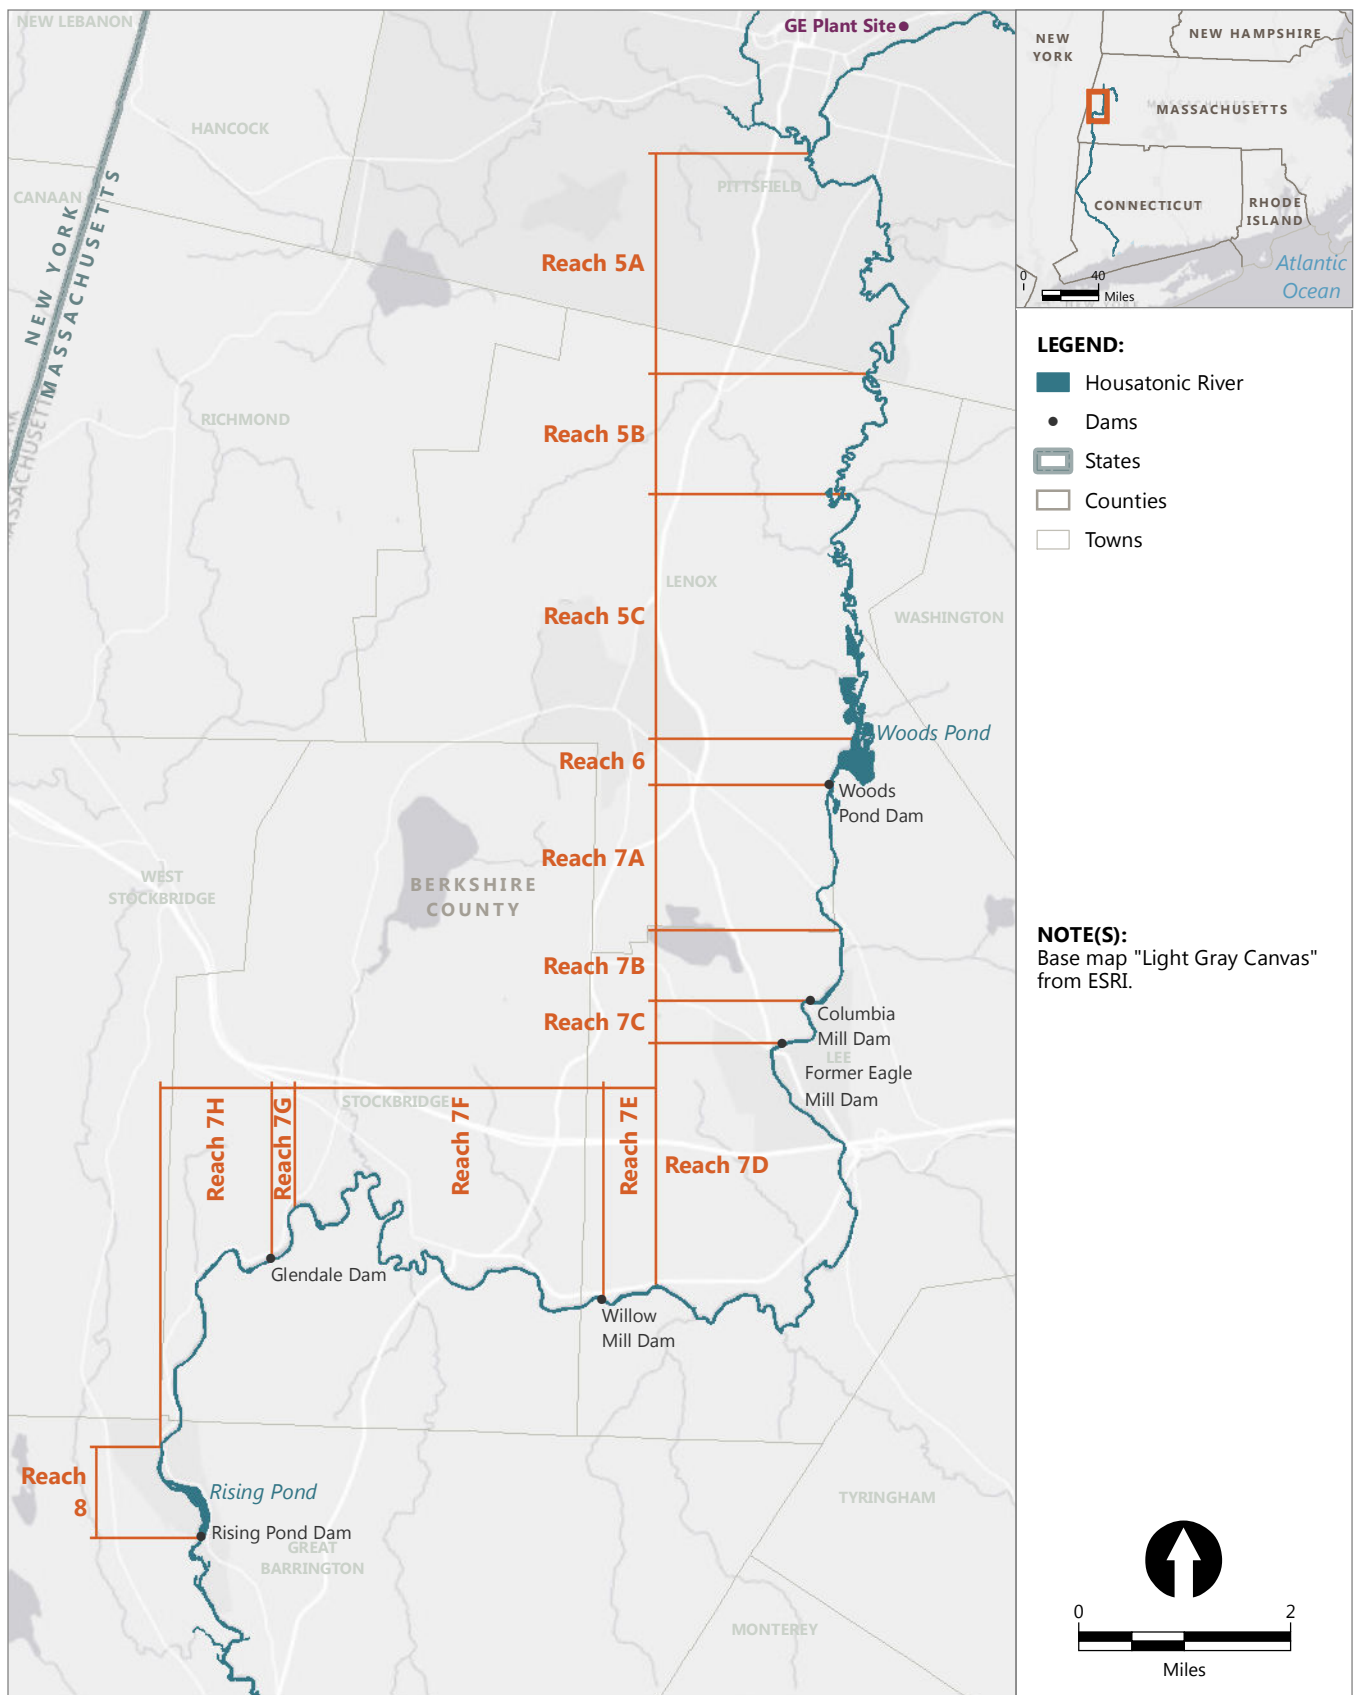 NEW LEBANON
GE Plant Site
HANCOCK
CANAAN
PITTSFIELD
NEW YORK
MASSACHUSETTS
Reach 5A
RICHMOND
Reach 5B
LENOX
Reach 5C
WASHINGTON
Woods Pond
Reach 6
Woods
Pond Dam
Reach 7A
WEST
STOCKBRIDGE
BERKSHIRE
COUNTY
Reach 7B
Columbia
Mill Dam
Reach 7C
LEE
Former Eagle
Mill Dam
STOCKBRIDGE
Reach 7H
Reach 7G
Reach 7F
Reach 7E
Reach 7D
Glendale Dam
Willow
Mill Dam
Reach
8
Rising Pond
Rising Pond Dam
GREAT
BARRINGTON
TYRINGHAM
MONTEREY
NEW
YORK
NEW HAMPSHIRE
MASSACHUSETTS
CONNECTICUT
RHODE
ISLAND
Atlantic
Ocean
0 40
Miles
LEGEND:
Housatonic River
Dams
States
Counties
Towns
NOTE(S):
Base map "Light Gray Canvas"
from ESRI.
0 2
Miles